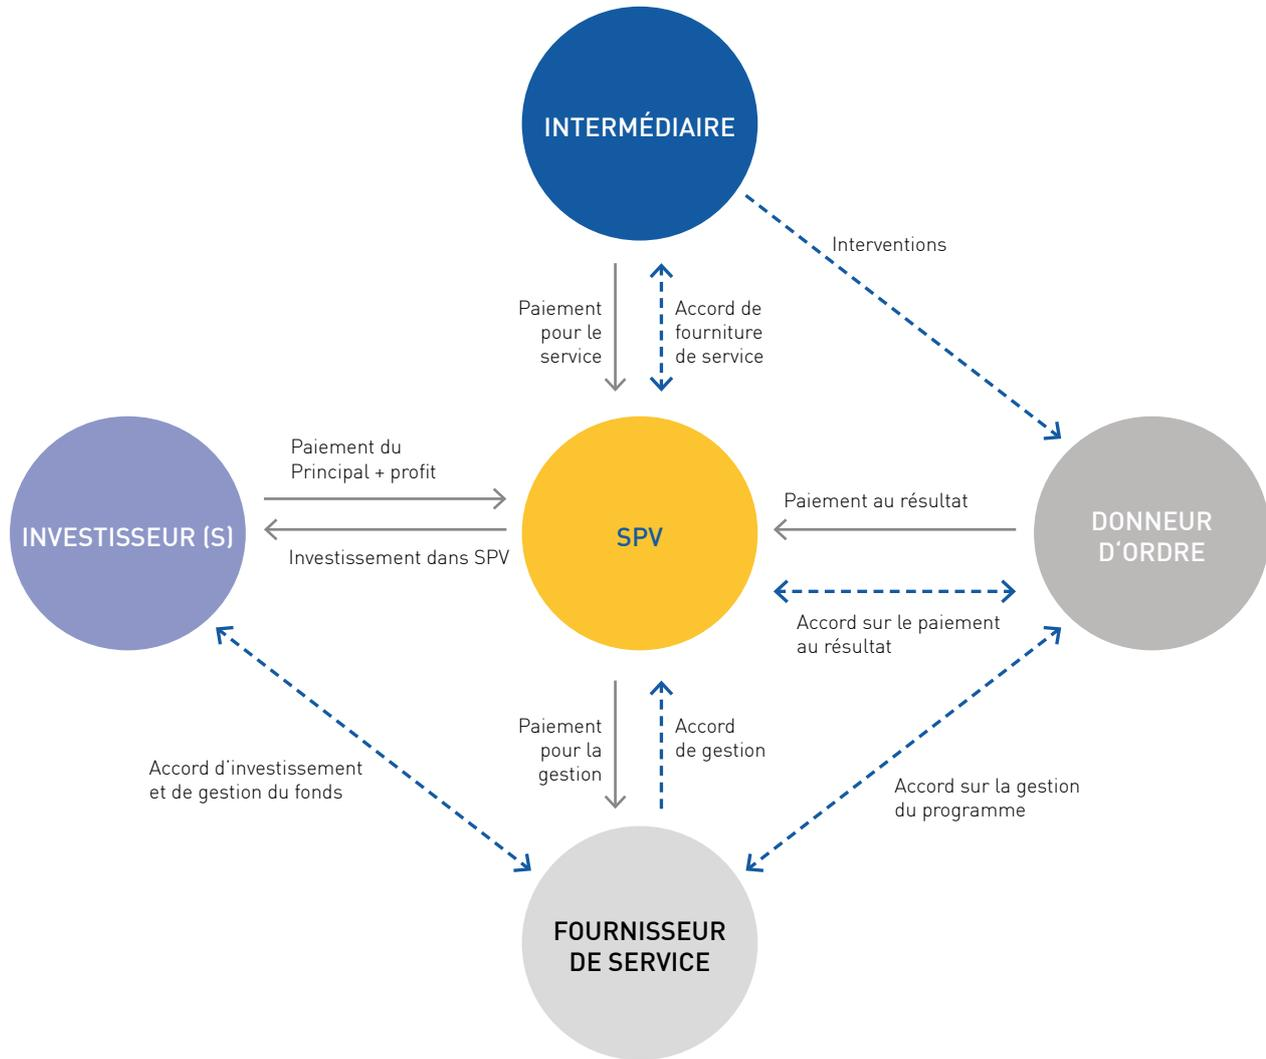 INTERMÉDIAIRE
Interventions
Paiement
pour le
service
Accord de
fourniture
de service
Paiement du
Principal + profit
INVESTISSEUR (S)
Investissement dans SPV
SPV
Paiement au résultat
DONNEUR
D'ORDRE
Accord sur le paiement
au résultat
Paiement
pour la
gestion
Accord
de gestion
Accord d'investissement
et de gestion du fonds
Accord sur la gestion
du programme
FOURNISSEUR
DE SERVICE